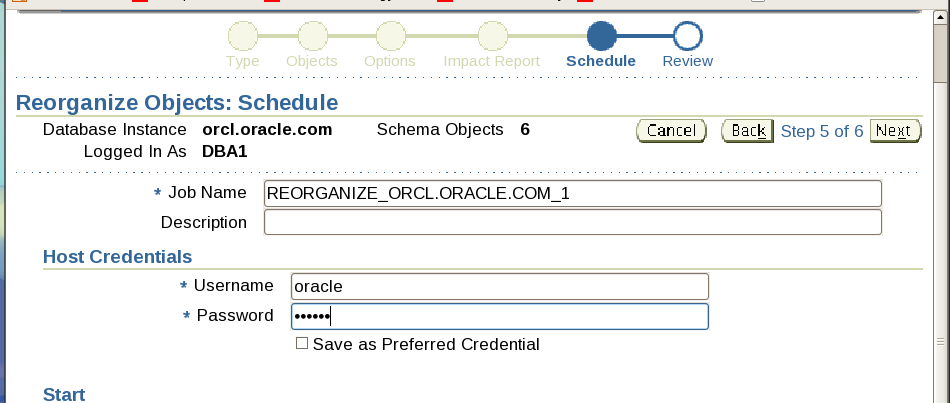 Type Objects Options Impact Report Schedule Review
Reorganize Objects: Schedule
Database Instance orcl.oracle.com Schema Objects 6
Logged In As DBA1
Cancel Back Step 5 of 6 Next
* Job Name REORGANIZE_ORCL.ORACLE.COM_1
Description
Host Credentials
* Username oracle
* Password ••••••
Save as Preferred Credential
Start